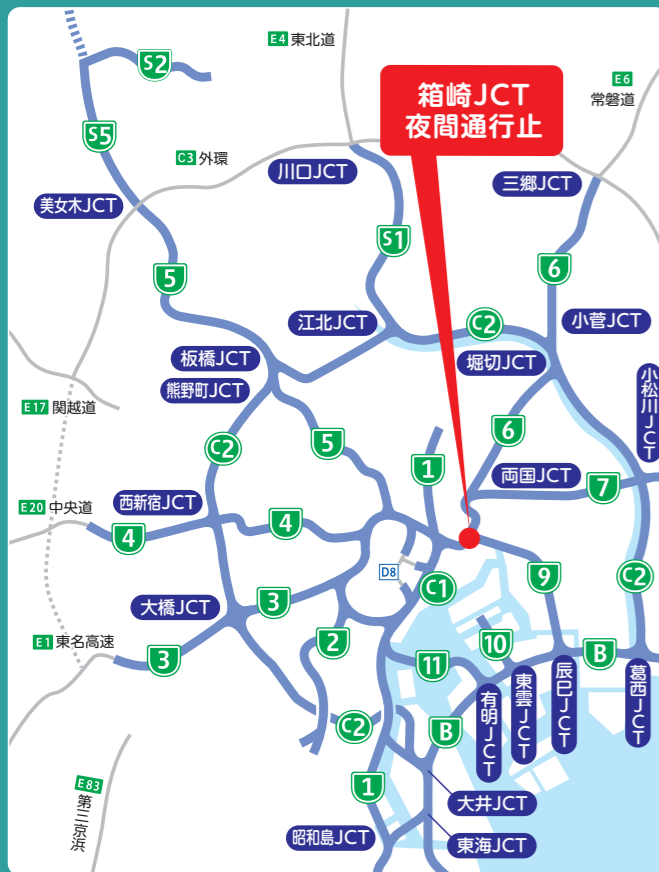 E4 東北道
箱崎JCT
夜間通行止
E6
常磐道
S2
S5
C3 外環
川口JCT
三郷JCT
美女木JCT
S1
5
6
江北JCT
C2
小菅JCT
板橋JCT
堀切JCT
熊野町JCT
小松川JCT
E17 関越道
C2
5
1
6
両国JCT
7
E20 中央道
西新宿JCT
4
4
D8
C1
9
C2
大橋JCT
3
E1 東名高速
3
2
11
10
B
有明JCT
東雲JCT
辰巳JCT
葛西JCT
C2
B
E83
第三京浜
1
大井JCT
昭和島JCT
東海JCT